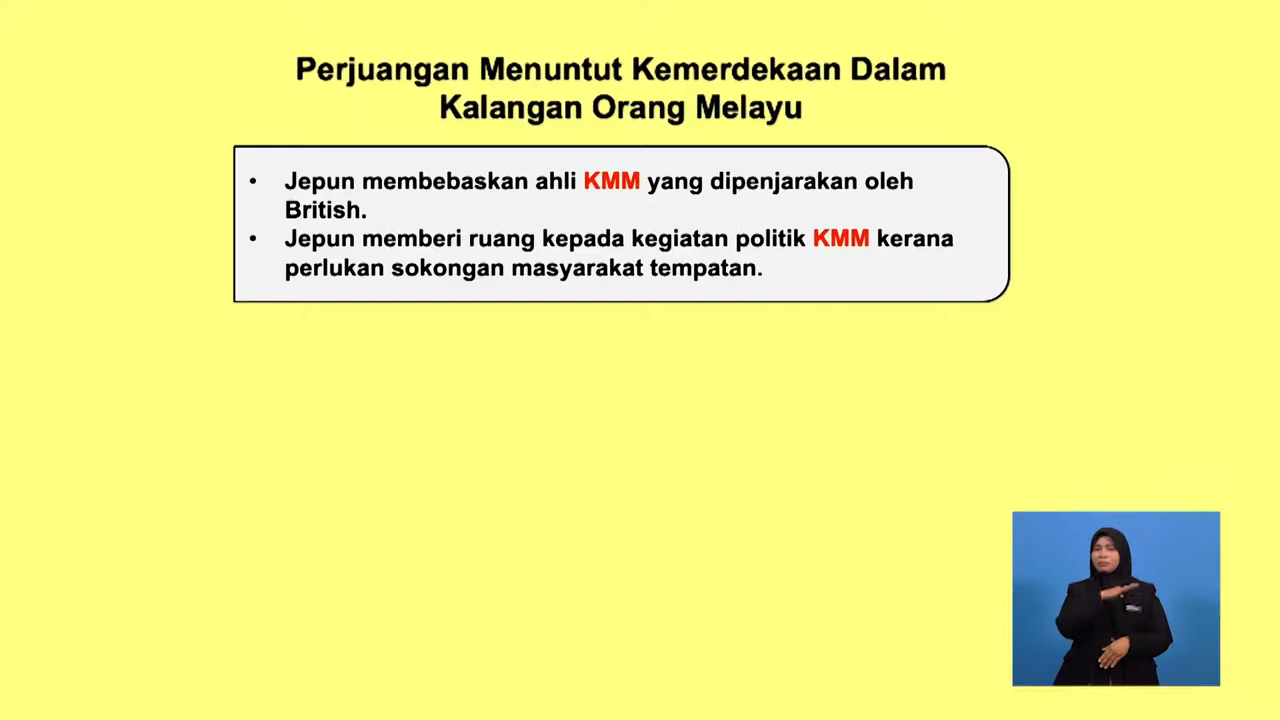 Perjuangan Menuntut Kemerdekaan Dalam
Kalangan Orang Melayu
• Jepun membebaskan ahli KMM yang dipenjarakan oleh
British.
• Jepun memberi ruang kepada kegiatan politik KMM kerana
perlukan sokongan masyarakat tempatan.